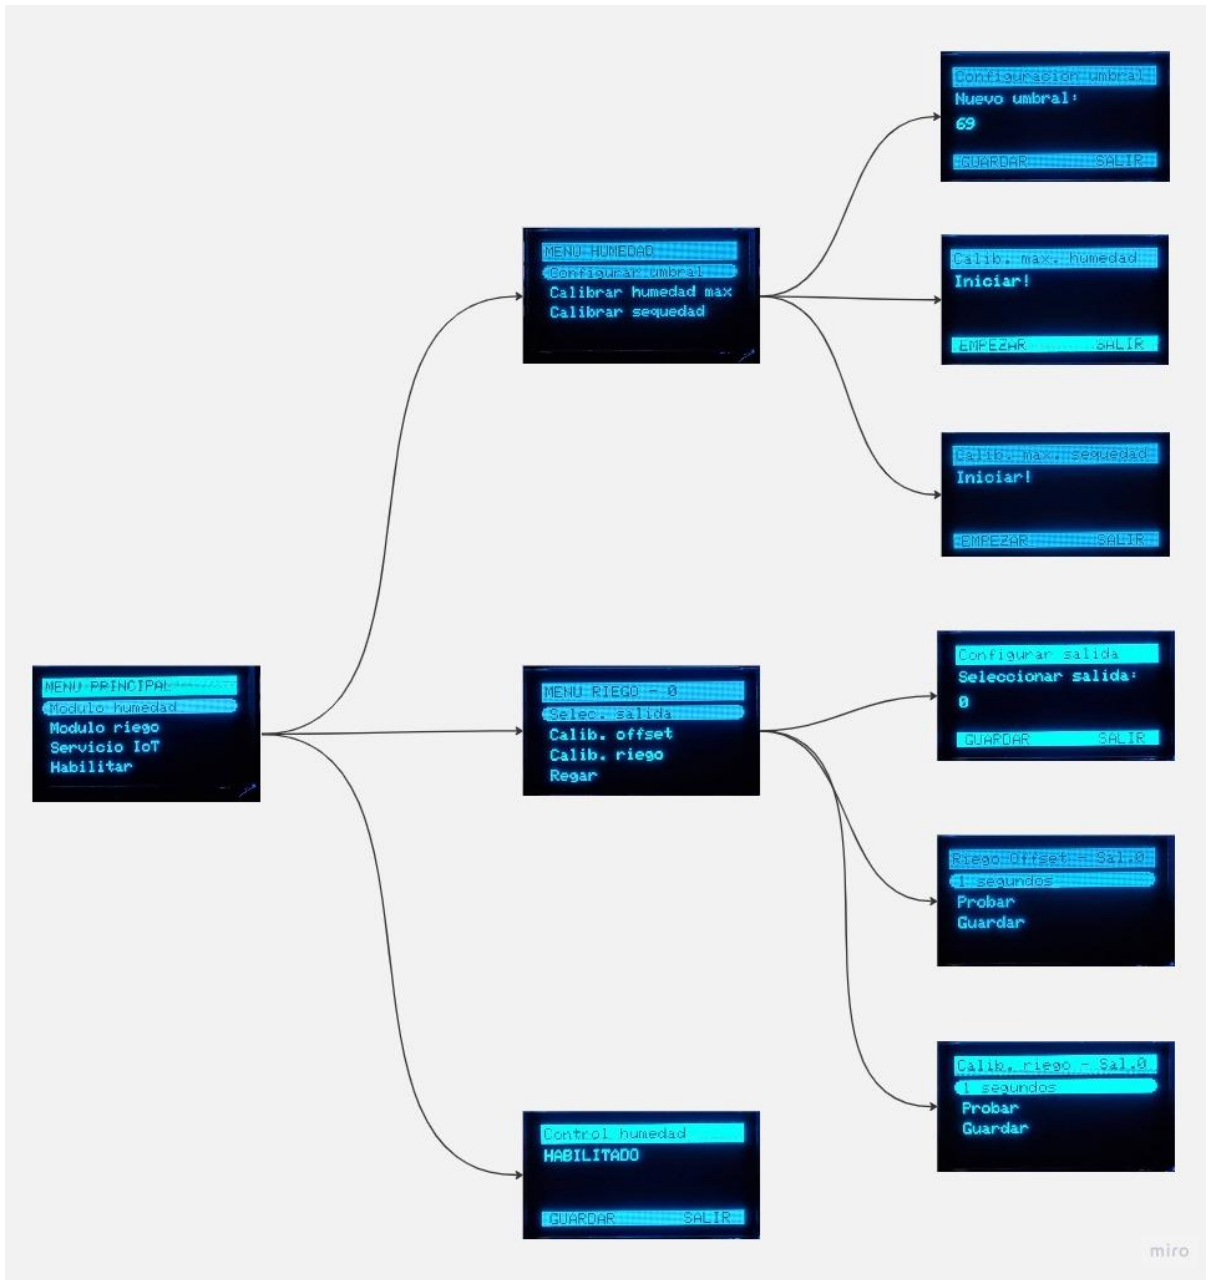 Configuracion umbral
Nuevo umbral:
69
GUARDAR SALIR
MENU HUMEDAD
Configurar umbral
Calibrar humedad max
Calibrar sequedad
Calib. max. humedad
Iniciar!
EMPEZAR SALIR
Calib. max. sequedad
Iniciar!
EMPEZAR SALIR
MENU PRINCIPAL
Modulo humedad
Modulo riego
Servicio IoT
Habilitar
MENU RIEGO - 0
Selec. salida
Calib. offset
Calib. riego
Regar
Configurar salida
Seleccionar salida:
0
GUARDAR SALIR
Riego Offset - Sal.0
1 segundos
Probar
Guardar
Calib. riego - Sal.0
1 segundos
Probar
Guardar
Control humedad
HABILITADO
GUARDAR SALIR
miro